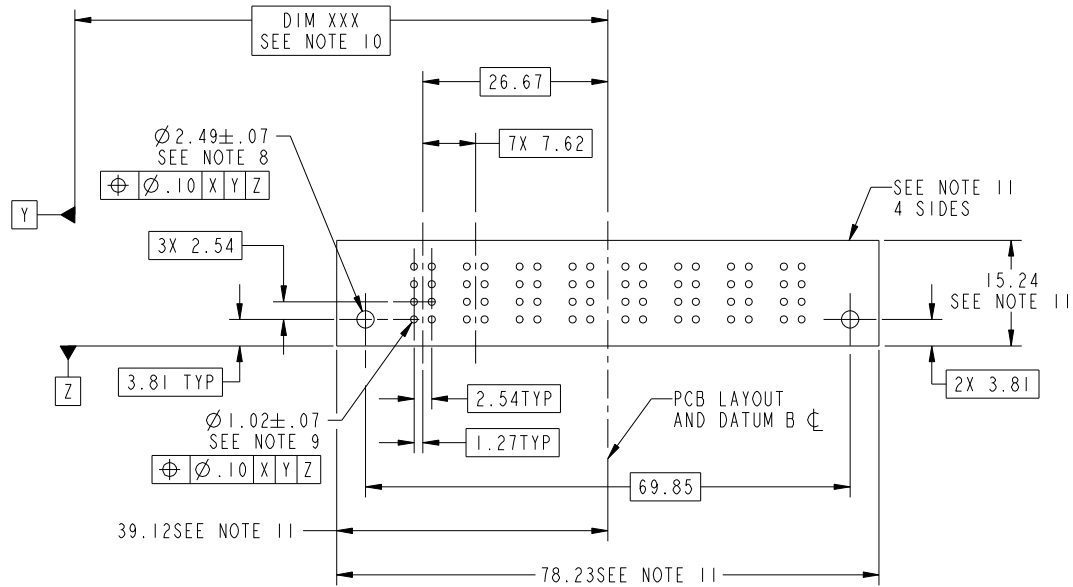 DIM XXX
SEE NOTE 10
26.67
7X 7.62
Ø2.49±.07
SEE NOTE 8
⌖ Ø.10 X Y Z
Y
SEE NOTE 11
4 SIDES
3X 2.54
15.24
SEE NOTE 11
Z
3.81 TYP
2X 3.81
2.54TYP
PCB LAYOUT
AND DATUM B ℄
Ø1.02±.07
SEE NOTE 9
1.27TYP
⌖ Ø.10 X Y Z
69.85
39.12SEE NOTE 11
78.23SEE NOTE 11